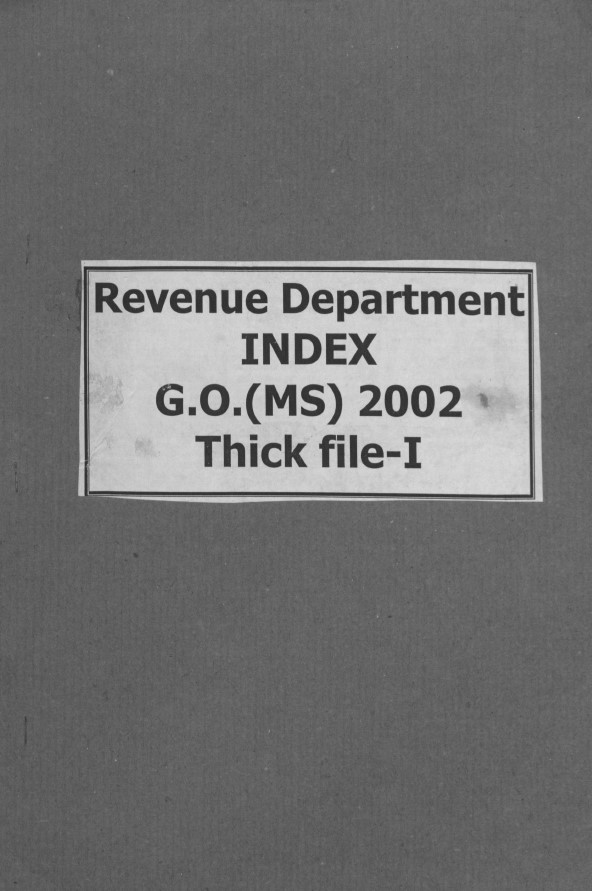 Revenue Department
INDEX
G.O.(MS) 2002
Thick file-I